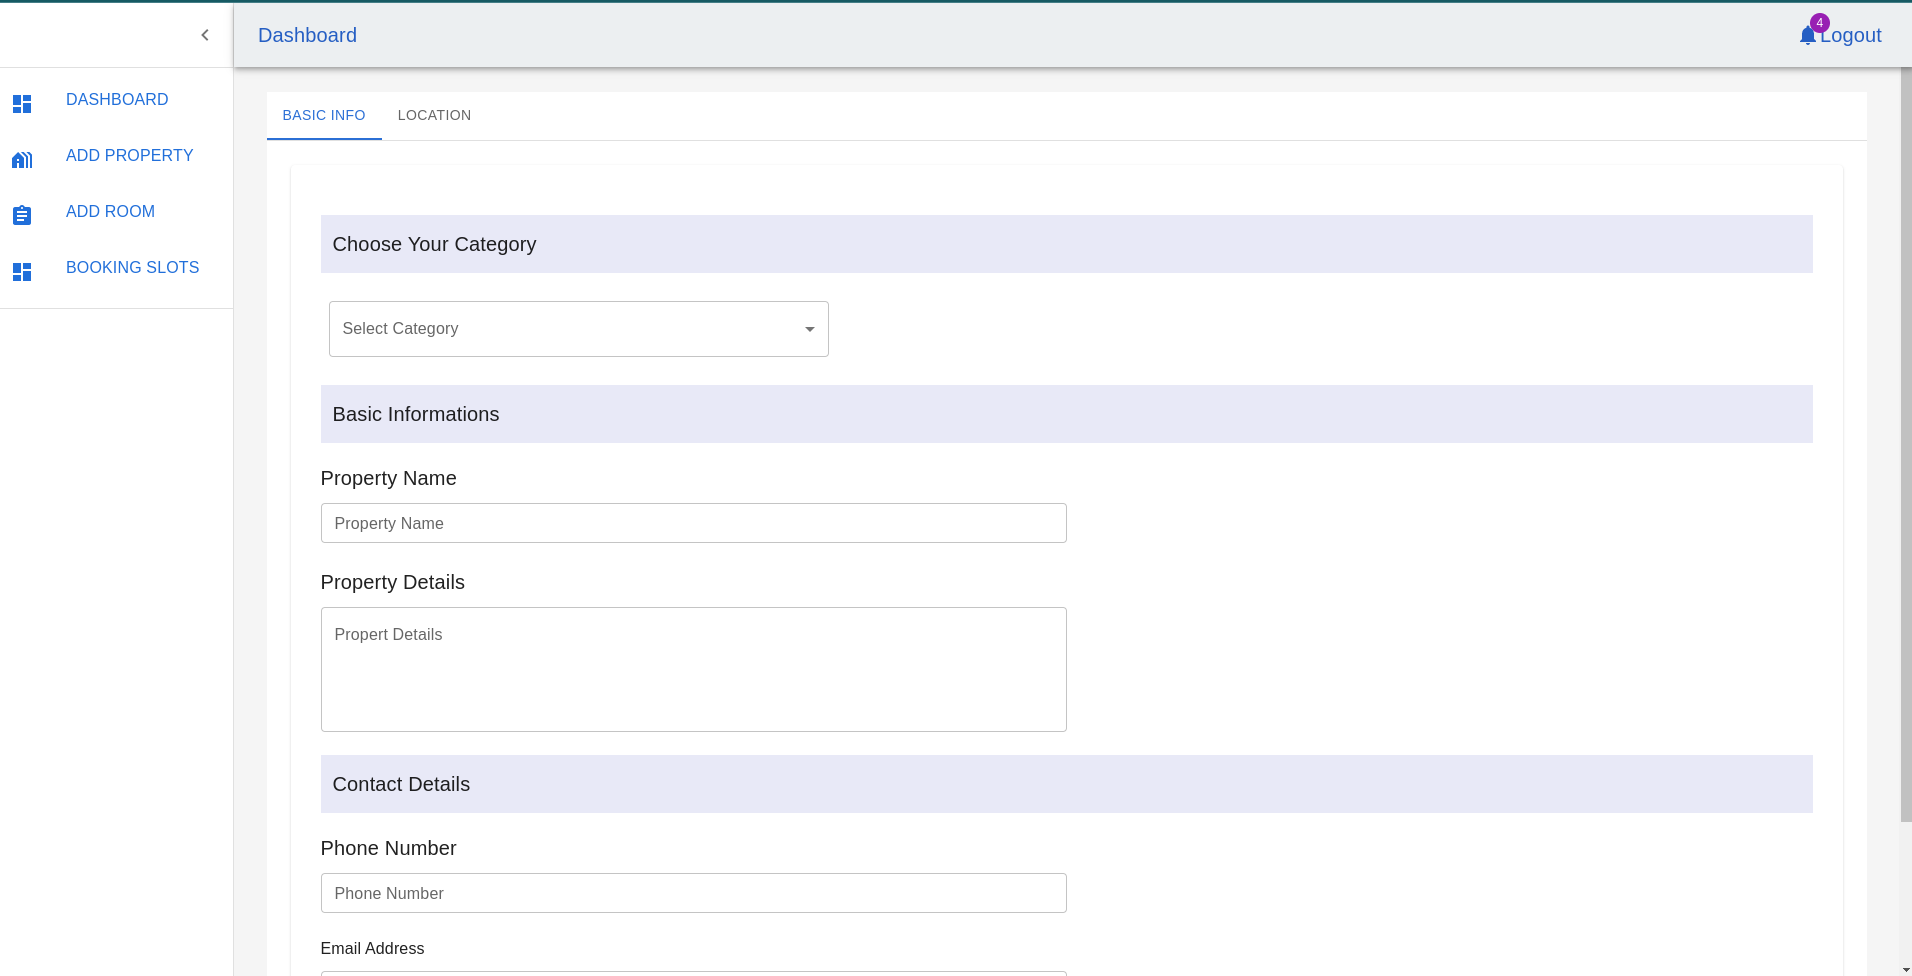 Dashboard
4
Logout
DASHBOARD
ADD PROPERTY
ADD ROOM
BOOKING SLOTS
BASIC INFO
LOCATION
Choose Your Category
Select Category
Basic Informations
Property Name
Property Name
Property Details
Propert Details
Contact Details
Phone Number
Phone Number
Email Address